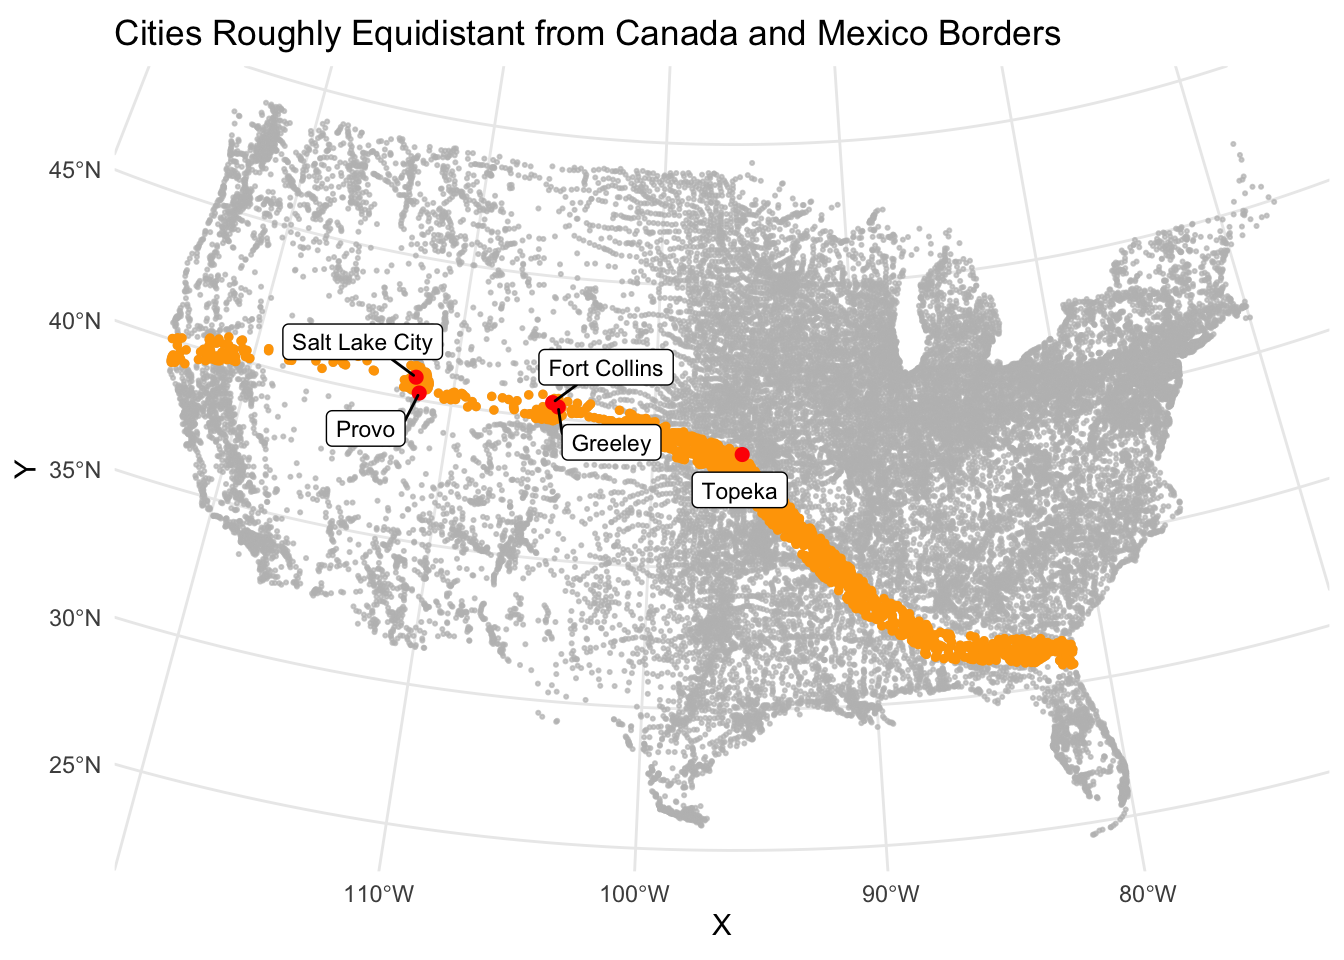 Cities Roughly Equidistant from Canada and Mexico Borders
45°N
40°N
35°N
30°N
25°N
Y
Salt Lake City
Fort Collins
Provo
Greeley
Topeka
110°W
100°W
90°W
80°W
X